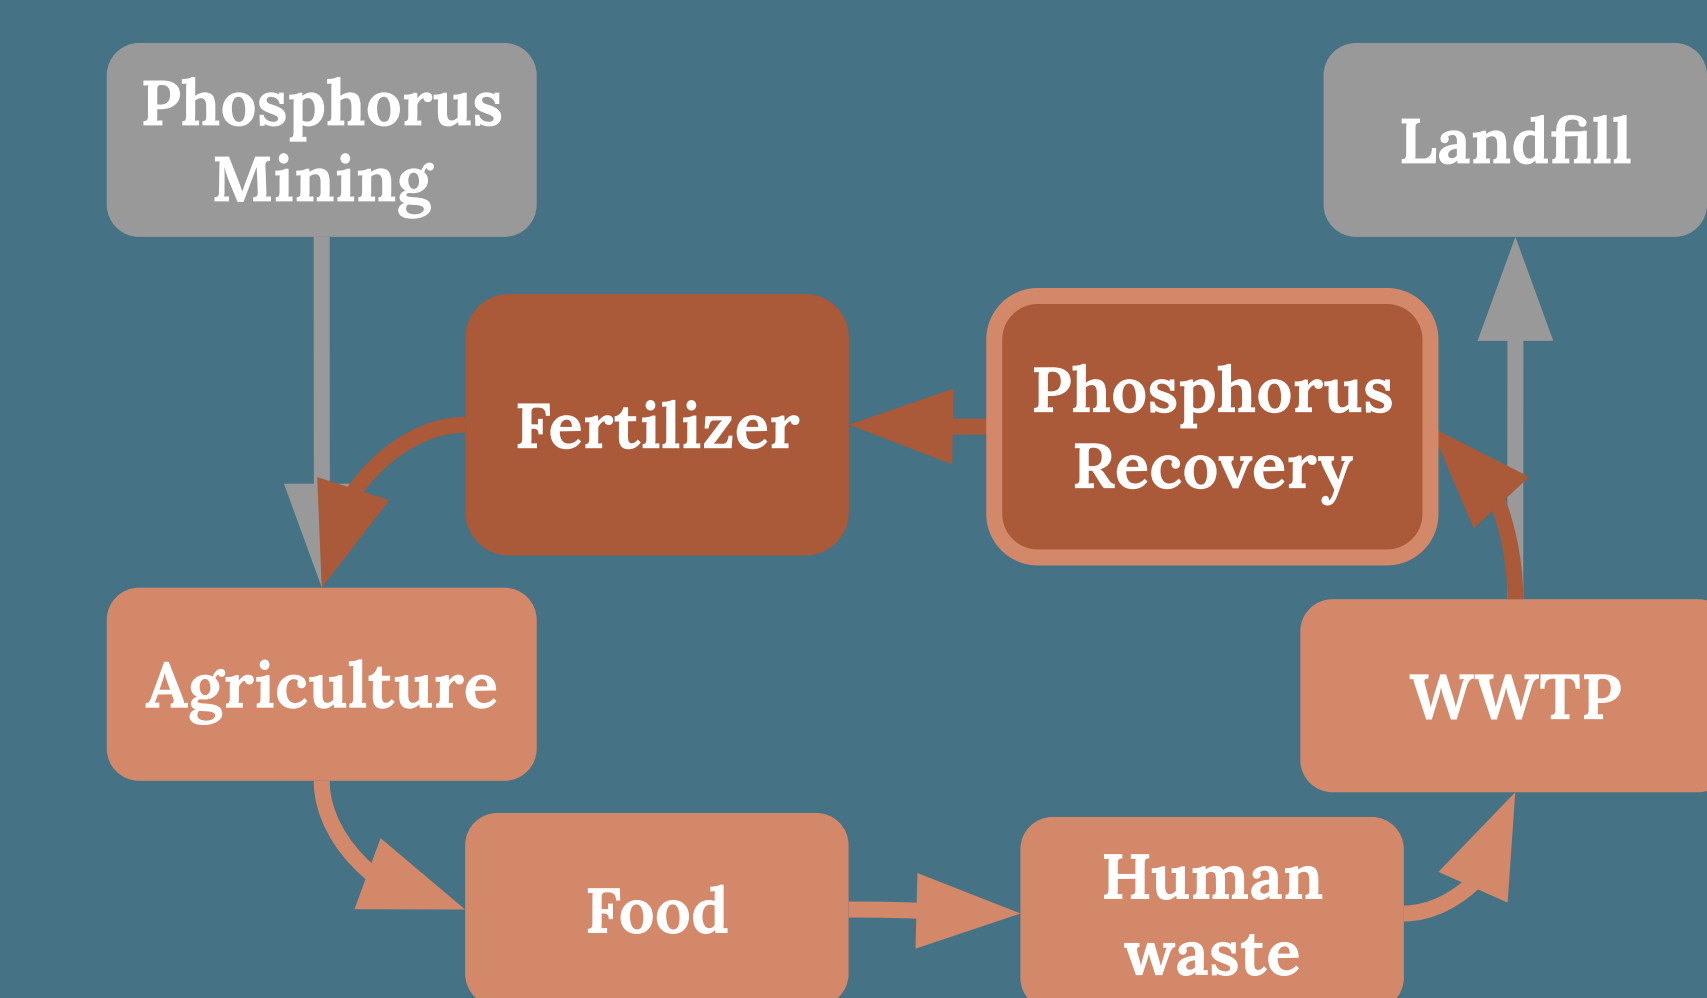 Phosphorus
Mining
Landfill
Fertilizer
Phosphorus
Recovery
Agriculture
WWTP
Food
Human
waste